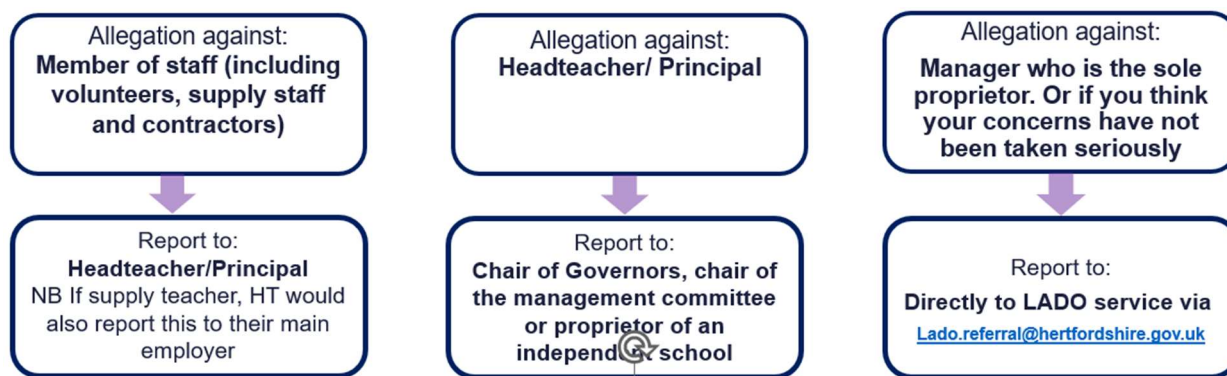 Allegation against:
Member of staff (including
volunteers, supply staff
and contractors)
Report to:
Headteacher/Principal
NB If supply teacher, HT would
also report this to their main
employer
Allegation against:
Headteacher/ Principal
Report to:
Chair of Governors, chair of
the management committee
or proprietor of an
independent school
Allegation against:
Manager who is the sole
proprietor. Or if you think
your concerns have not
been taken seriously
Report to:
Directly to LADO service via
Lado.referral@hertfordshire.gov.uk